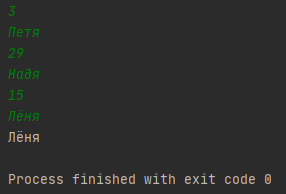 3
Петя
29
Надя
15
Лёня
Лёня
Process finished with exit code 0